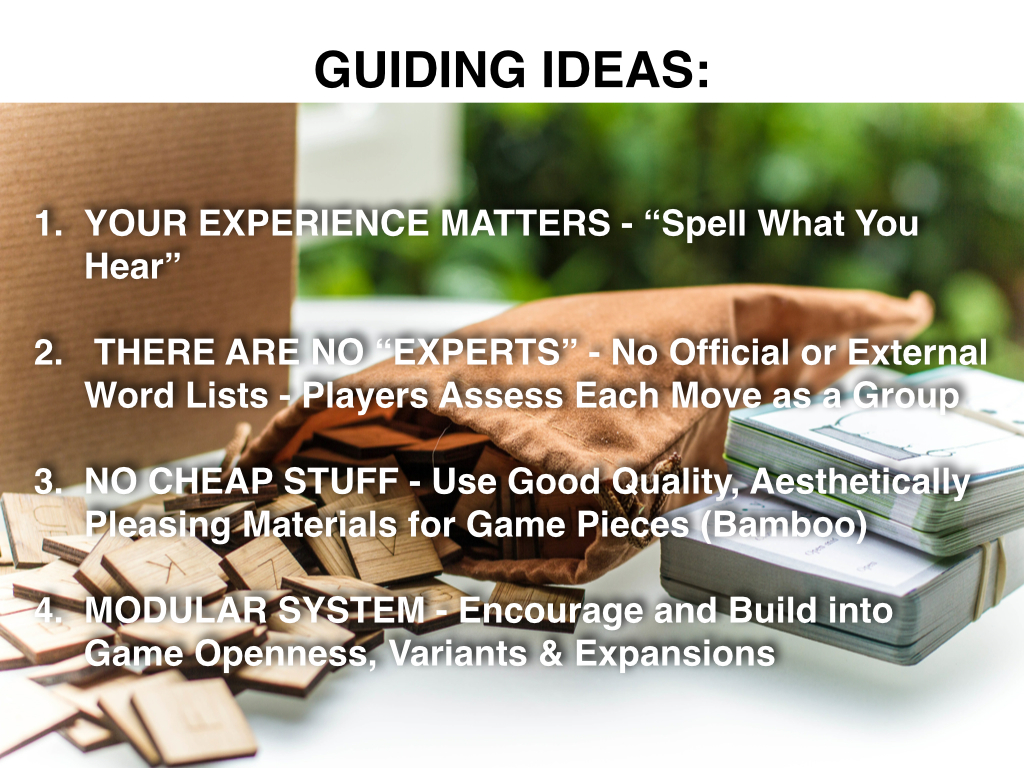 GUIDING IDEAS:
1. YOUR EXPERIENCE MATTERS - “Spell What You
Hear”
2. THERE ARE NO “EXPERTS” - No Official or External
Word Lists - Players Assess Each Move as a Group
3. NO CHEAP STUFF - Use Good Quality, Aesthetically
Pleasing Materials for Game Pieces (Bamboo)
4. MODULAR SYSTEM - Encourage and Build into
Game Openness, Variants & Expansions